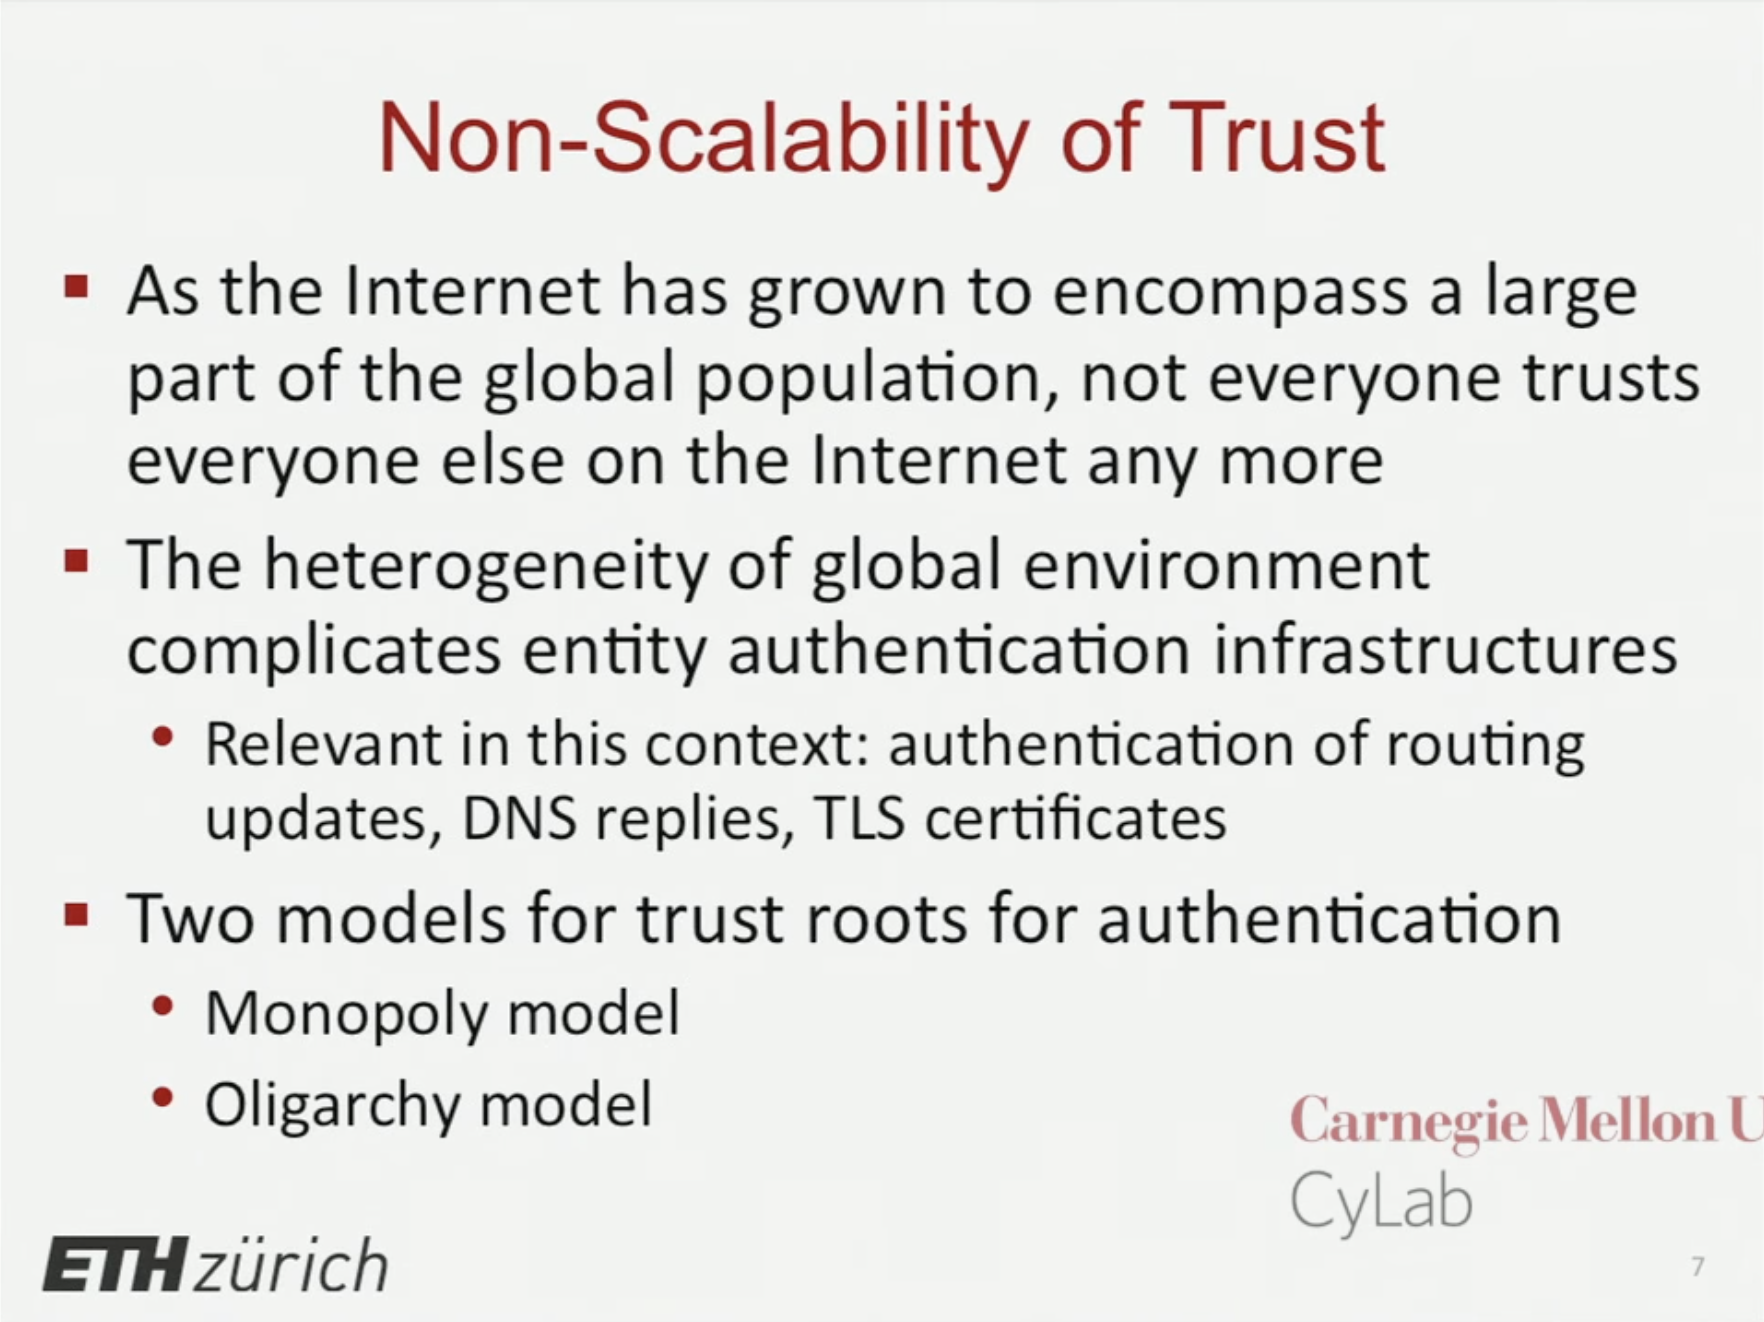 Non-Scalability of Trust
As the Internet has grown to encompass a large
part of the global population, not everyone trusts
everyone else on the Internet any more
The heterogeneity of global environment
complicates entity authentication infrastructures
Relevant in this context: authentication of routing
updates, DNS replies, TLS certificates
Two models for trust roots for authentication
Monopoly model
Oligarchy model
Carnegie Mellon U
CyLab
ETH zürich
7